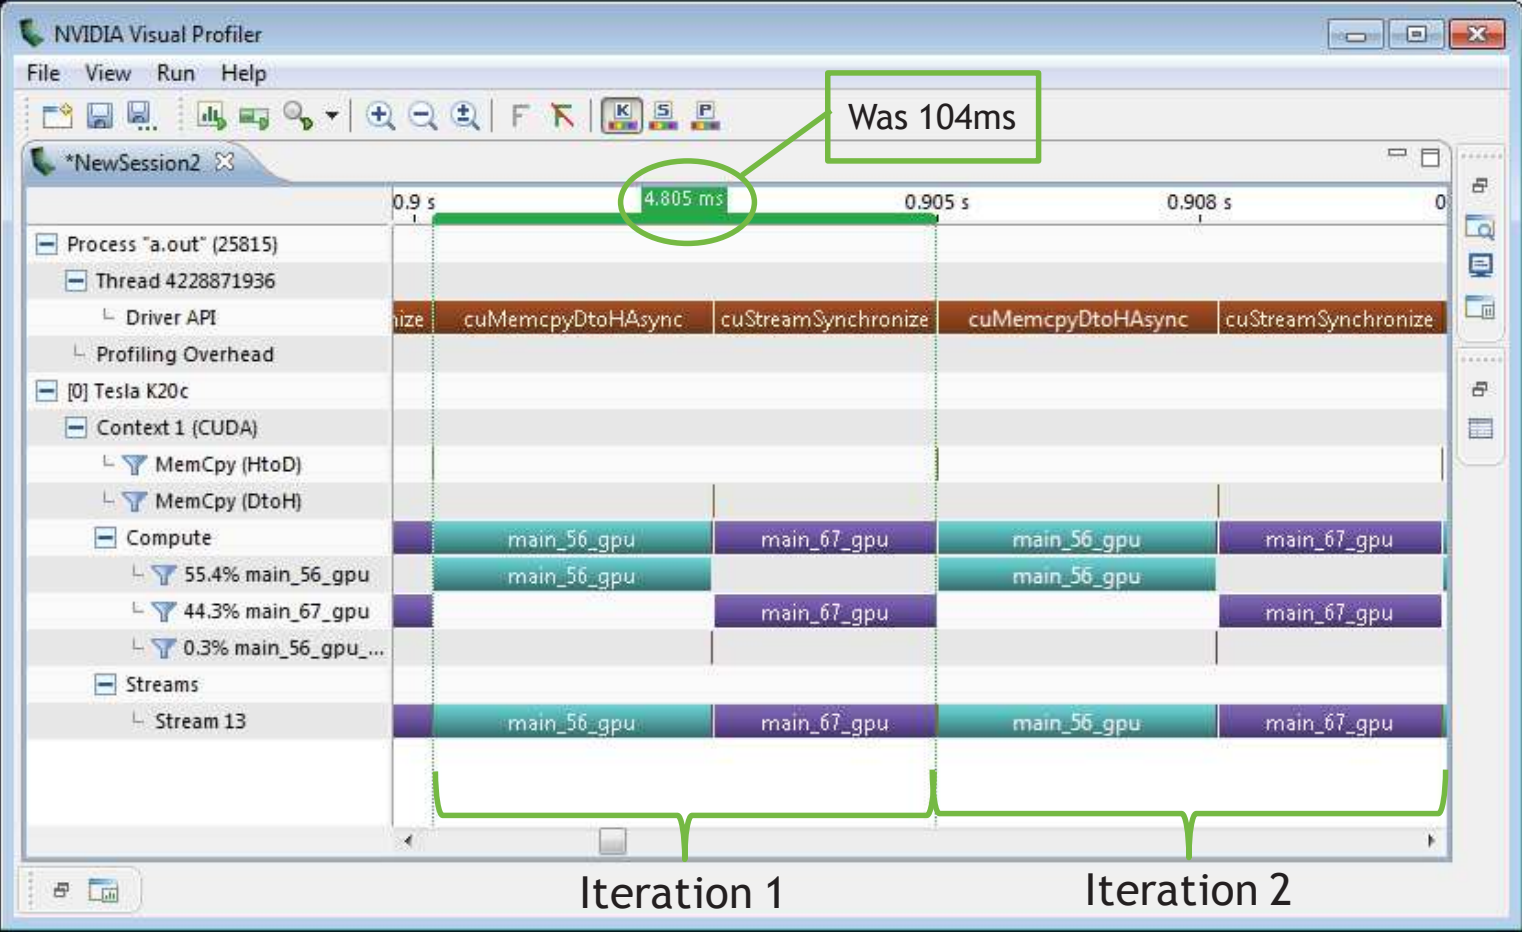 NVIDIA Visual Profiler
File View Run Help
Was 104ms
F K S P
*NewSession2
0.9 s 4.805 ms 0.905 s 0.908 s 0
Process "a.out" (25815)
Thread 4228871936
Driver API nize cuMemcpyDtoHAsync cuStreamSynchronize cuMemcpyDtoHAsync cuStreamSynchronize
Profiling Overhead
[0] Tesla K20c
Context 1 (CUDA)
MemCpy (HtoD)
MemCpy (DtoH)
Compute main_56_gpu main_67_gpu main_56_gpu main_67_gpu
55.4% main_56_gpu main_56_gpu main_56_gpu
44.3% main_67_gpu main_67_gpu main_67_gpu
0.3% main_56_gpu_...
Streams
Stream 13 main_56_gpu main_67_gpu main_56_gpu main_67_gpu
Iteration 1 Iteration 2